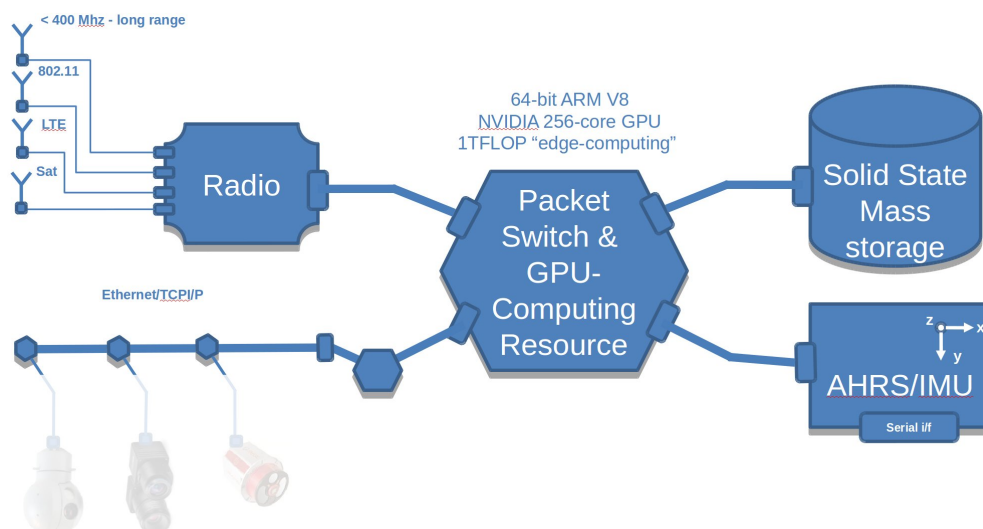 < 400 Mhz - long range
802.11
LTE
Sat
Radio
64-bit ARM V8
NVIDIA 256-core GPU
1TFLOP “edge-computing”
Packet
Switch &
GPU-
Computing
Resource
Solid State
Mass
storage
Ethernet/TCPI/P
z
x
y
AHRS/IMU
Serial i/f